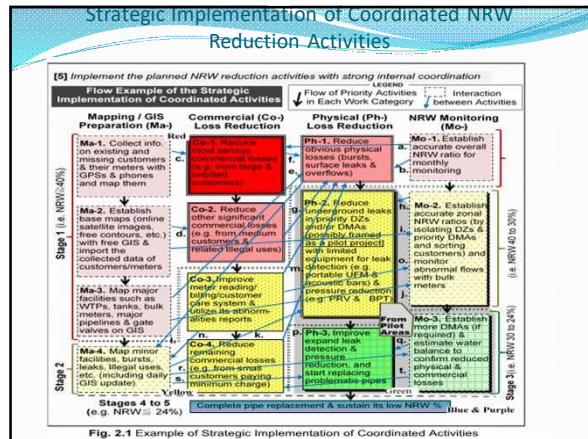 Strategic Implementation of Coordinated NRW
Reduction Activities
[5] Implement the planned NRW reduction activities with strong internal coordination
Flow Example of the Strategic
Implementation of Coordinated Activities
LEGEND
Flow of Priority Activities
in Each Work Category
Interaction
between Activities
Mapping / GIS
Preparation (Ma-)
Commercial (Co-)
Loss Reduction
Physical (Ph-)
Loss Reduction
NRW Monitoring
(Mo-)
Red
Ma-1. Collect info.
on existing and
missing customers
& their meters with
GPSs & phones
and map them
Ma-2. Establish
base maps (online
satellite images,
free contours, etc.)
with free GIS &
import the
collected data of
customers/meters
Ma-3. Map major
facilities such as
WTPs, tanks, bulk
meters, major
pipelines & gate
valves on GIS
Ma-4. Map minor
facilities, bursts,
leaks, Illegal uses,
etc. (including daily
GIS update)
Co-1. Reduce
most serious
commercial losses
(e.g. from large &
unbilled
customers)
Co-2. Reduce
other significant
commercial losses
(e.g. from medium
customers &
related illegal uses)
Co-3. Improve
meter reading/
billing/customer
care system &
utilize its abnorm-
alities reports
Co-4. Reduce
remaining
Commercial losses
(e.g. from small
customers paying
minimum charge)
Ph-1. Reduce
obvious physical
losses (bursts,
surface leaks &
overflows)
Ph-2. Reduce
underground leaks
in priority DZs
and/or DMAs
(possibly framed
as a pilot project)
with limited
equipment for leak
detection (e.g.
portable UFM &
acoustic bars) &
pressure reduction
(e.g. PRV & BPT)
From
Pilot
Areas
Ph-3. Improve
expand leak
detection &
pressure
reduction, and
start replacing
problematic pipes
Mo-1. Establish
accurate overall
NRW ratio for
monthly
monitoring
Mo-2. Establish
accurate zonal
NRW ratios (by
isolating DZs &
priority DMAs
and sorting
customers) and
monitor
abnormal flows
with bulk
meters
Mo-3. Establish
more DMAs (if
required) &
estimate water
balance to
confirm reduced
physical &
commercial
losses
a.
b.
c.
d.
e.
f.
g.
h.
i.
j.
k.
m.
n.
o.
p.
q.
r.
s.
t.
Stage 1 (i.e. NRW≧40%)
Stage 2
(i.e. NRW 40 to 30%)
Stage 3 (i.e. NRW 30 to 24%)
Yellow
Green
Stages 4 to 5
(e.g. NRW≦ 24%)
Complete pipe replacement & sustain its low NRW %
Blue & Purple
Fig. 2.1 Example of Strategic Implementation of Coordinated Activities